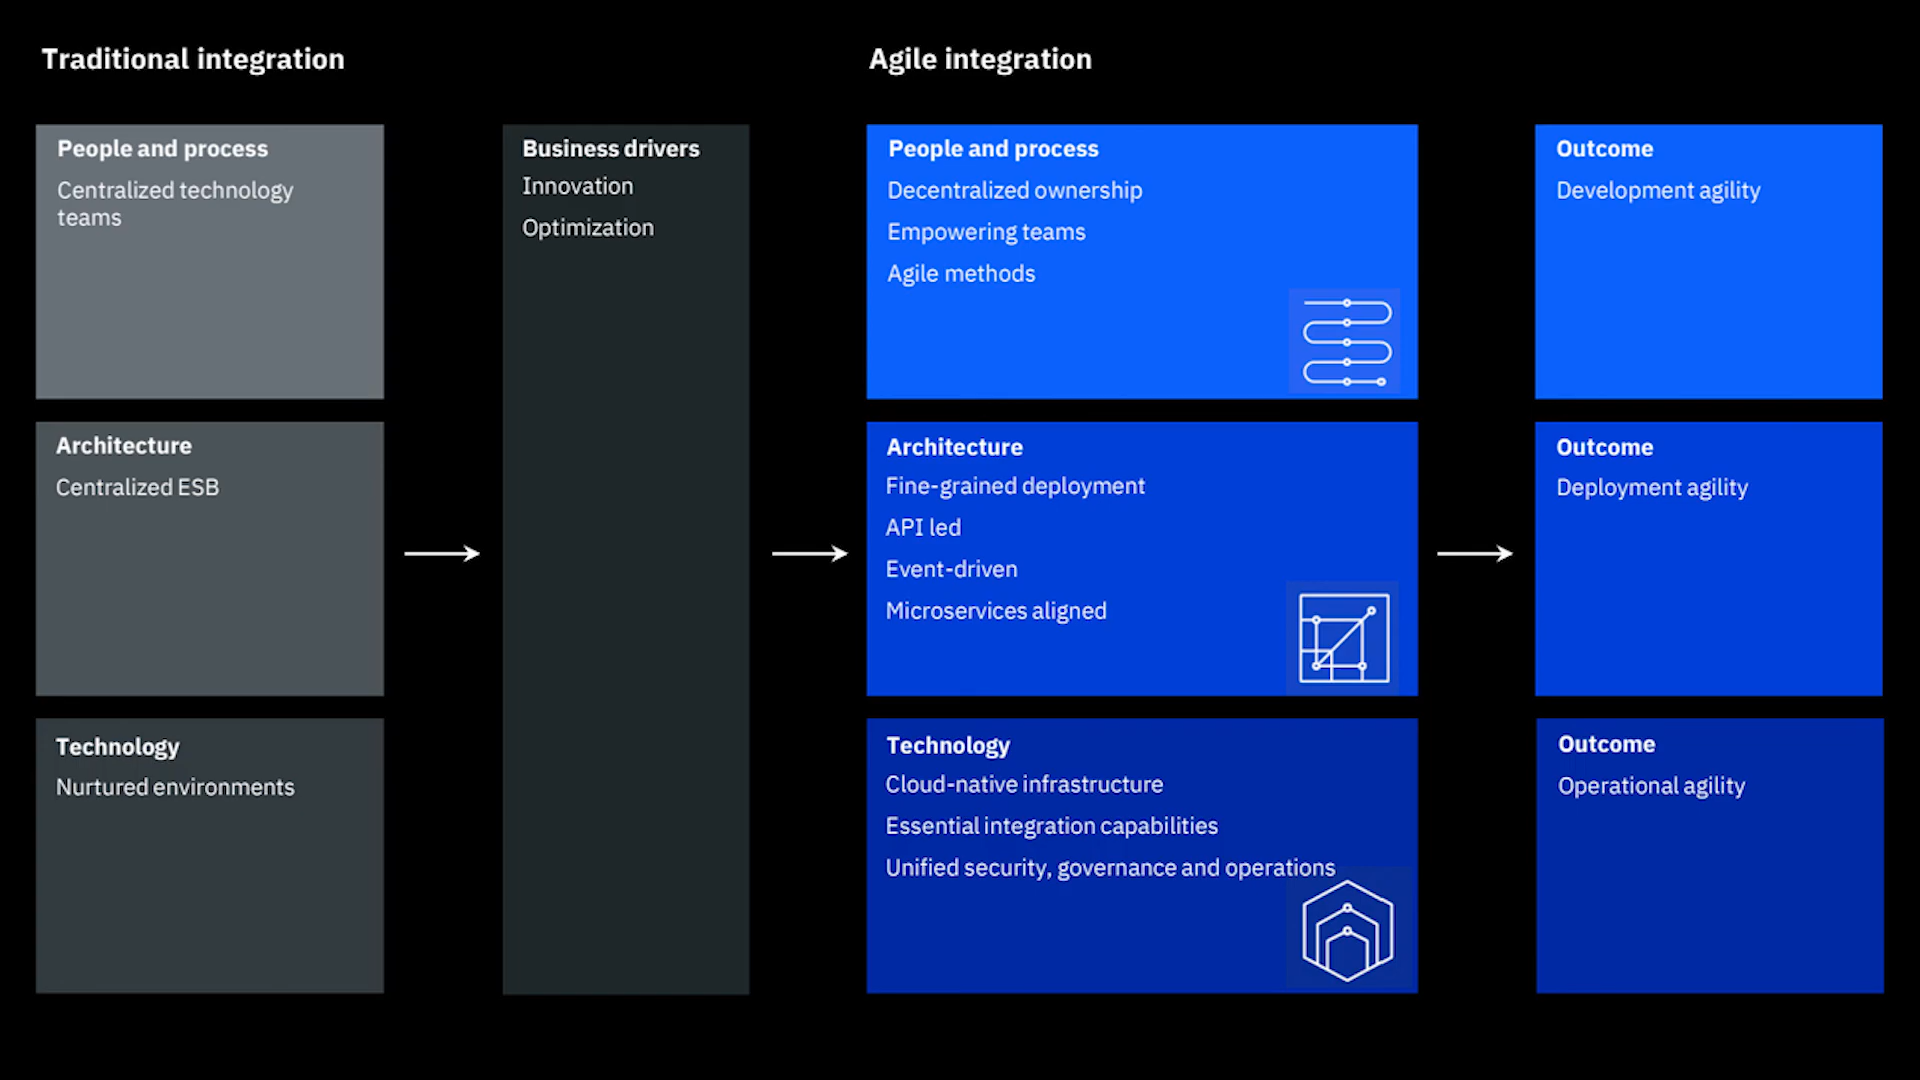 Traditional integration
Agile integration
People and process
Centralized technology
teams
Architecture
Centralized ESB
Technology
Nurtured environments
Business drivers
Innovation
Optimization
People and process
Decentralized ownership
Empowering teams
Agile methods
Architecture
Fine-grained deployment
API led
Event-driven
Microservices aligned
Technology
Cloud-native infrastructure
Essential integration capabilities
Unified security, governance and operations
Outcome
Development agility
Outcome
Deployment agility
Outcome
Operational agility